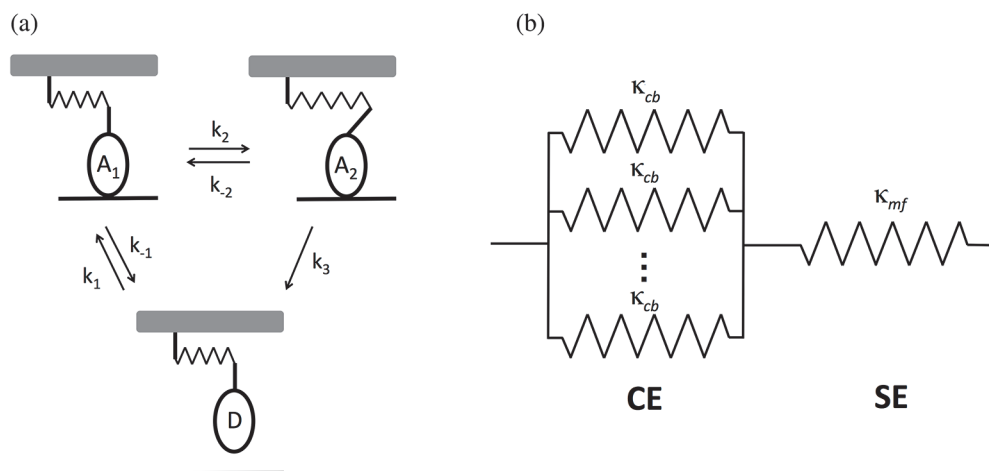 (a)
A1
k2
k-2
A2
k1
k-1
k3
D
(b)
κcb
κcb
κcb
κmf
CE
SE